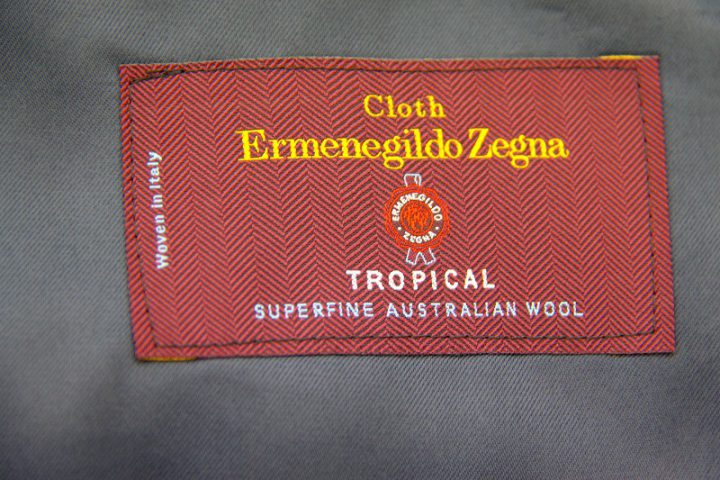 Cloth
Ermenegildo Zegna
ERMENEGILDO
ZEGNA
TROPICAL
SUPERFINE AUSTRALIAN WOOL
Woven in Italy